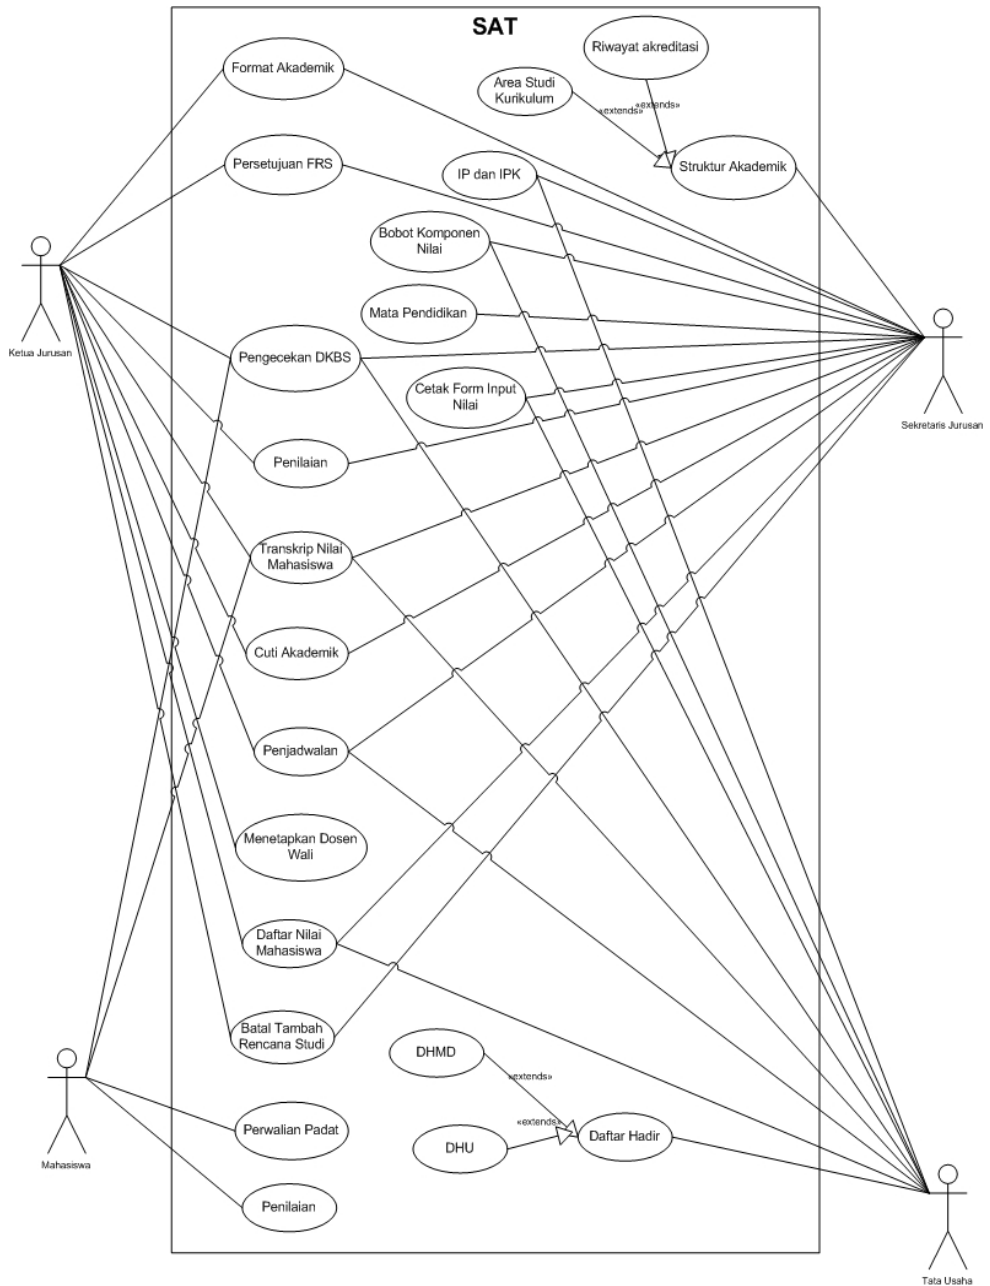 SAT
Riwayat akreditasi
Format Akademik
Area Studi
Kurikulum
«extends»
«extends»
Persetujuan FRS
IP dan IPK
Struktur Akademik
Bobot Komponen
Nilai
Mata Pendidikan
Ketua Jurusan
Pengecekan DKBS
Cetak Form Input
Nilai
Sekretaris Jurusan
Penilaian
Transkrip Nilai
Mahasiswa
Cuti Akademik
Penjadwalan
Menetapkan Dosen
Wali
Daftar Nilai
Mahasiswa
Batal Tambah
Rencana Studi
DHMD
«extends»
Perwalian Padat
«extends»
Daftar Hadir
DHU
Mahasiswa
Penilaian
Tata Usaha